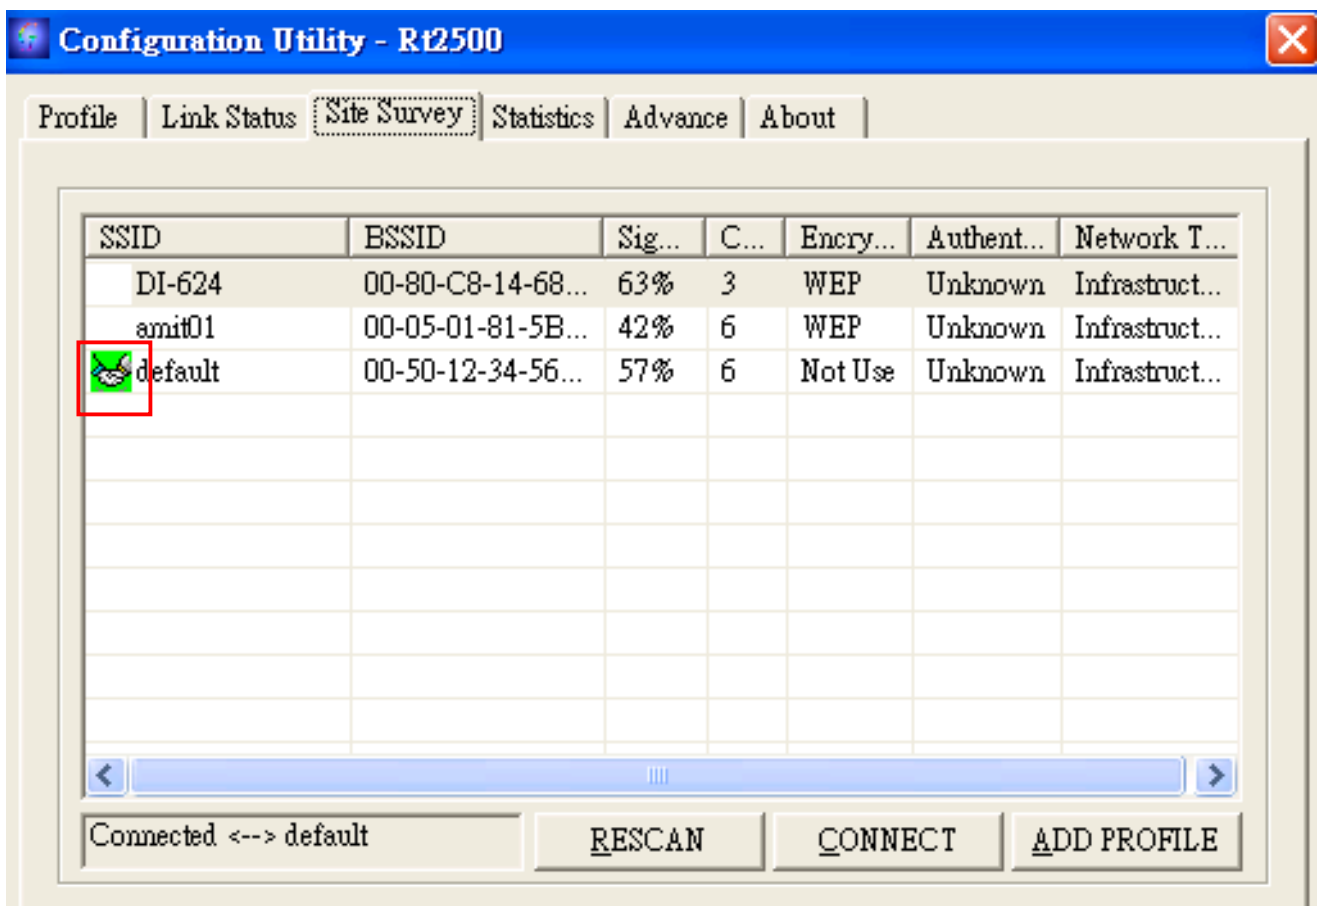 Configuration Utility - Rt2500
Profile Link Status Site Survey Statistics Advance About
SSID BSSID Sig... C... Encry... Authent... Network T...
DI-624 00-80-C8-14-68... 63% 3 WEP Unknown Infrastruct...
amit01 00-05-01-81-5B... 42% 6 WEP Unknown Infrastruct...
default 00-50-12-34-56... 57% 6 Not Use Unknown Infrastruct...
Connected <--> default RESCAN CONNECT ADD PROFILE